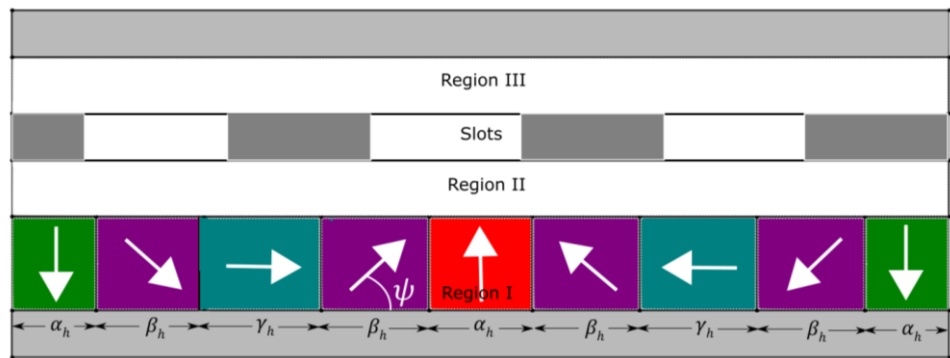 Region III
Slots
Region II
ψ
Region I
α_h β_h γ_h β_h α_h β_h γ_h β_h α_h